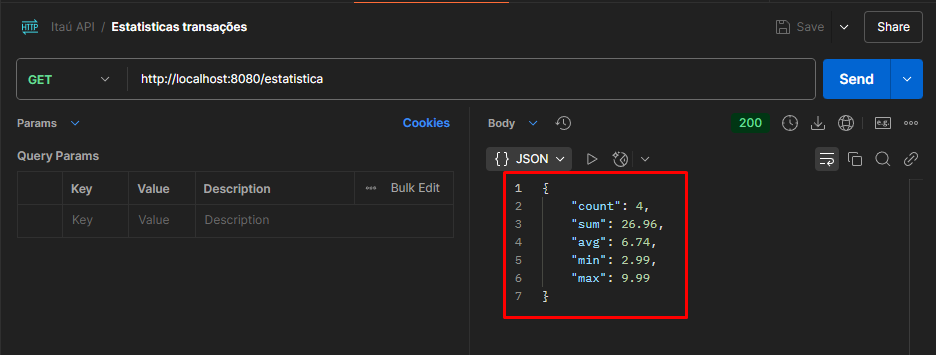 HTTP Itaú API / Estatisticas transações Save Share
GET http://localhost:8080/estatistica Send
Params Cookies
Query Params
Key Value Description Bulk Edit
Key Value Description
Body 200 e.g.
{} JSON
1 {
2 "count": 4,
3 "sum": 26.96,
4 "avg": 6.74,
5 "min": 2.99,
6 "max": 9.99
7 }